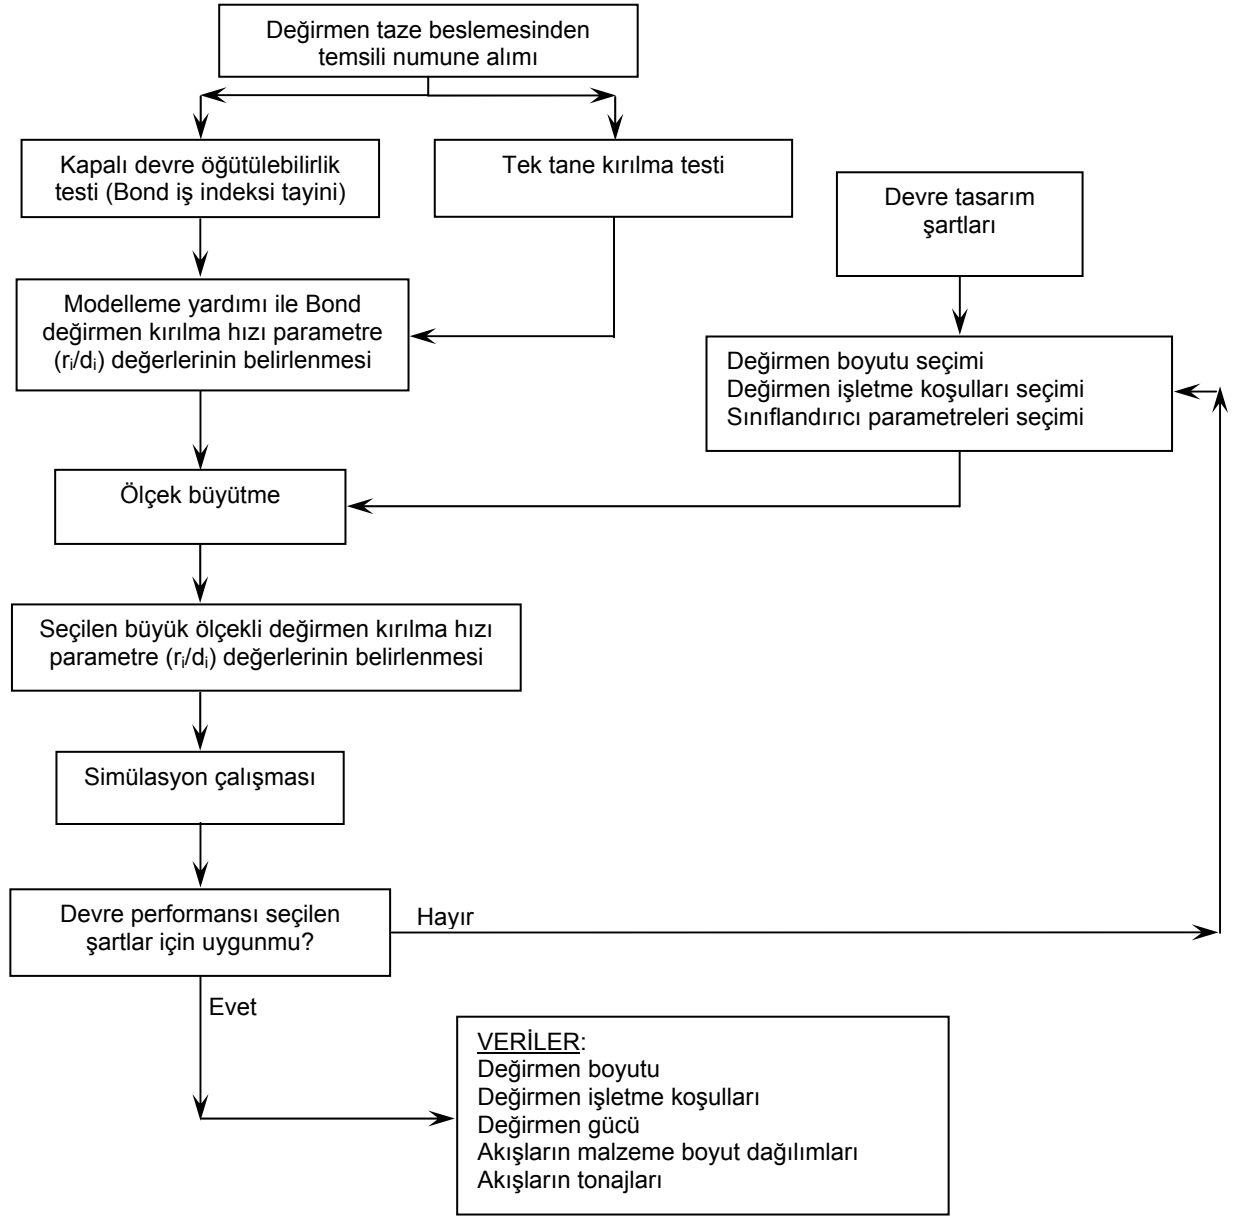 Değirmen taze beslemesinden
temsili numune alımı
Kapalı devre öğütülebilirlik
testi (Bond iş indeksi tayini)
Tek tane kırılma testi
Devre tasarım
şartları
Modelleme yardımı ile Bond
değirmen kırılma hızı parametre
(rᵢ/dᵢ) değerlerinin belirlenmesi
Değirmen boyutu seçimi
Değirmen işletme koşulları seçimi
Sınıflandırıcı parametreleri seçimi
Ölçek büyütme
Seçilen büyük ölçekli değirmen kırılma hızı
parametre (rᵢ/dᵢ) değerlerinin belirlenmesi
Simülasyon çalışması
Devre performansı seçilen
şartlar için uygunmu?
Hayır
Evet
VERİLER:
Değirmen boyutu
Değirmen işletme koşulları
Değirmen gücü
Akışların malzeme boyut dağılımları
Akışların tonajları